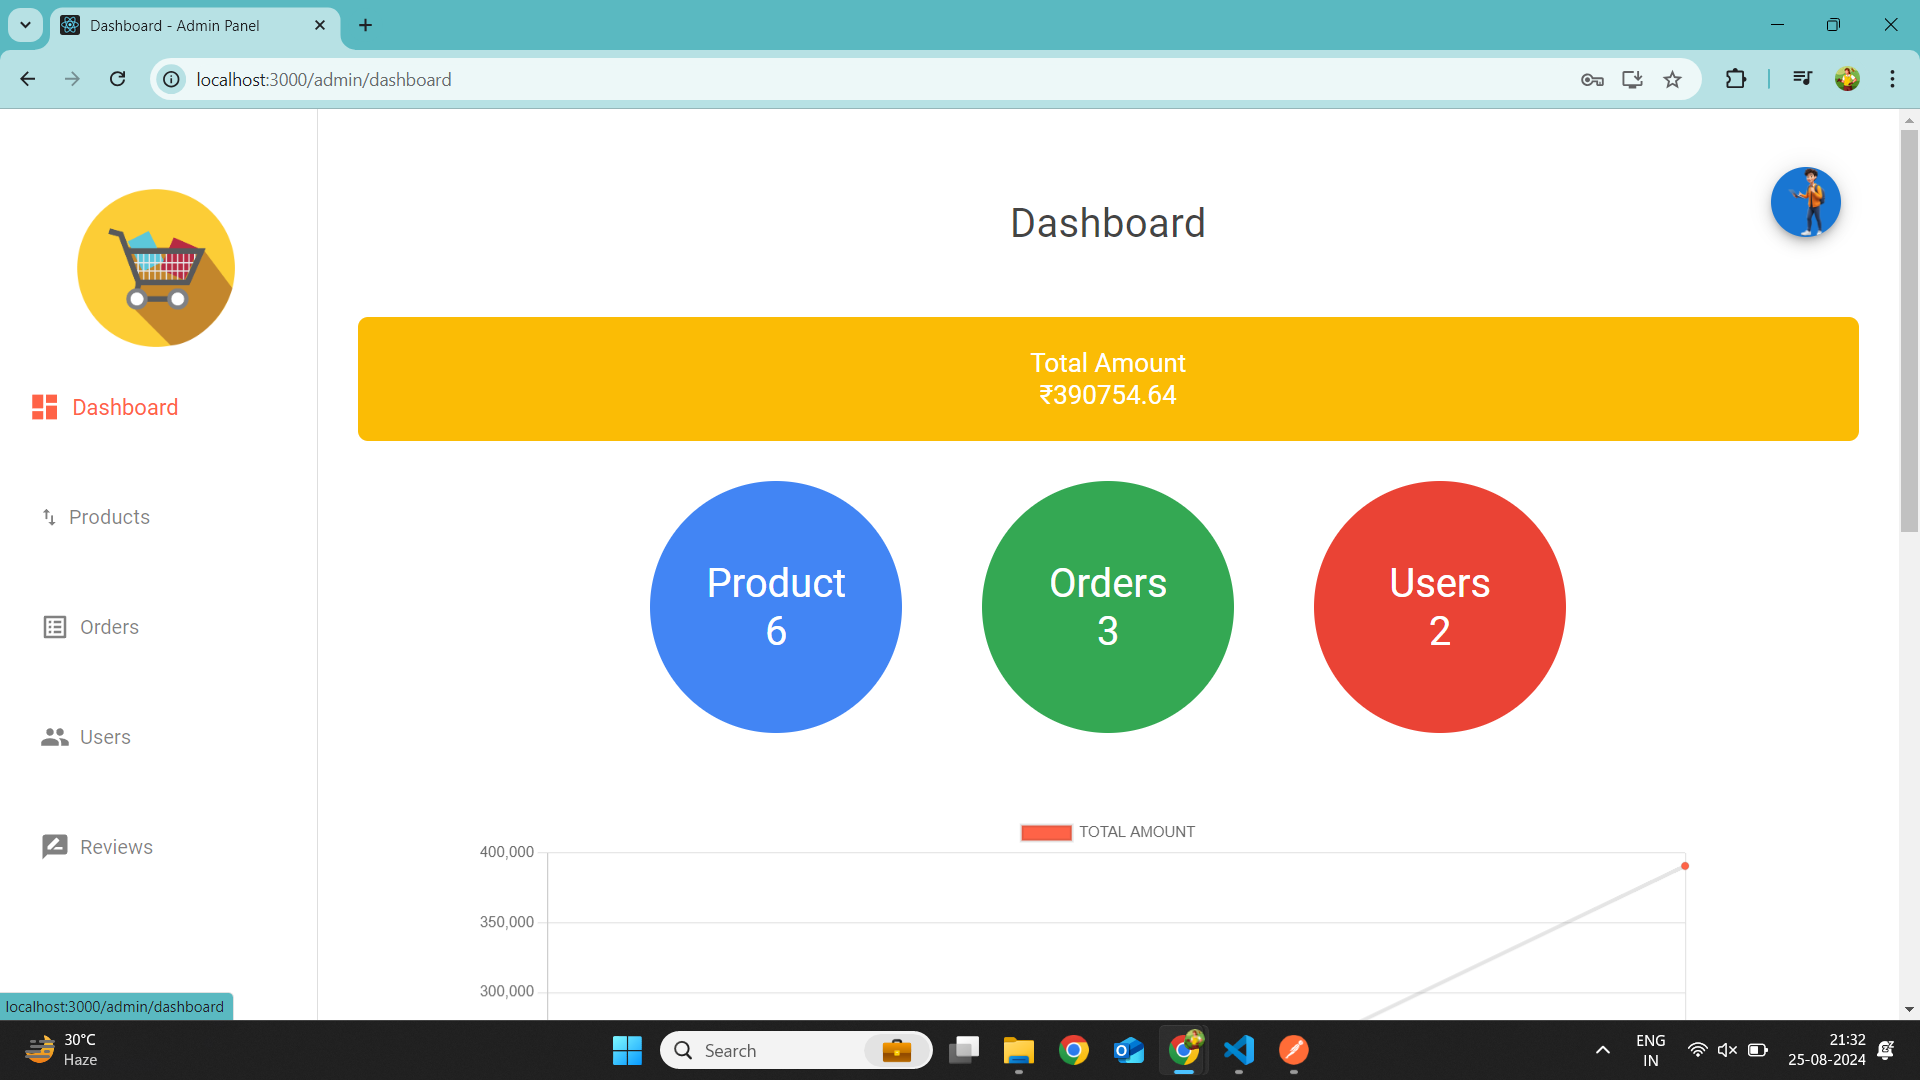 Dashboard - Admin Panel
localhost:3000/admin/dashboard
Dashboard
Total Amount
₹390754.64
Dashboard
Products
Orders
Users
Reviews
Product
6
Orders
3
Users
2
TOTAL AMOUNT
400,000
350,000
300,000
localhost:3000/admin/dashboard
30°C
Haze
Search
ENG
IN
21:32
25-08-2024